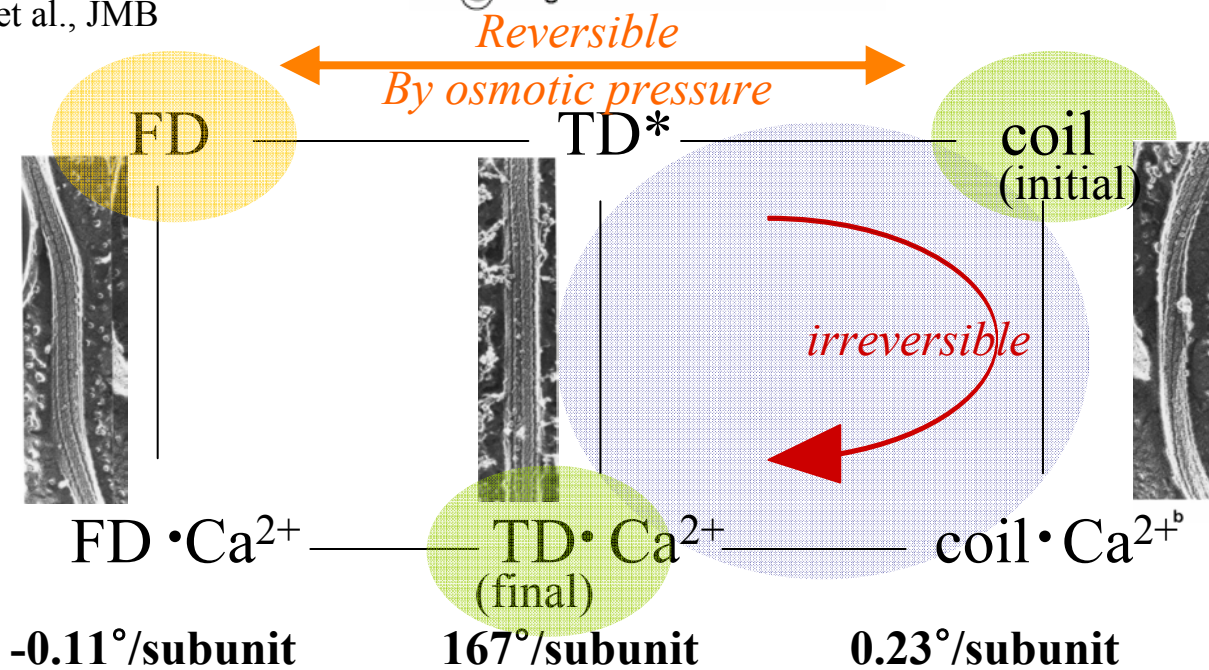 et al., JMB
Reversible
By osmotic pressure
FD
TD*
coil
(initial)
irreversible
FD •Ca²⁺
TD• Ca²⁺
coil• Ca²⁺
b
(final)
-0.11°/subunit
167°/subunit
0.23°/subunit